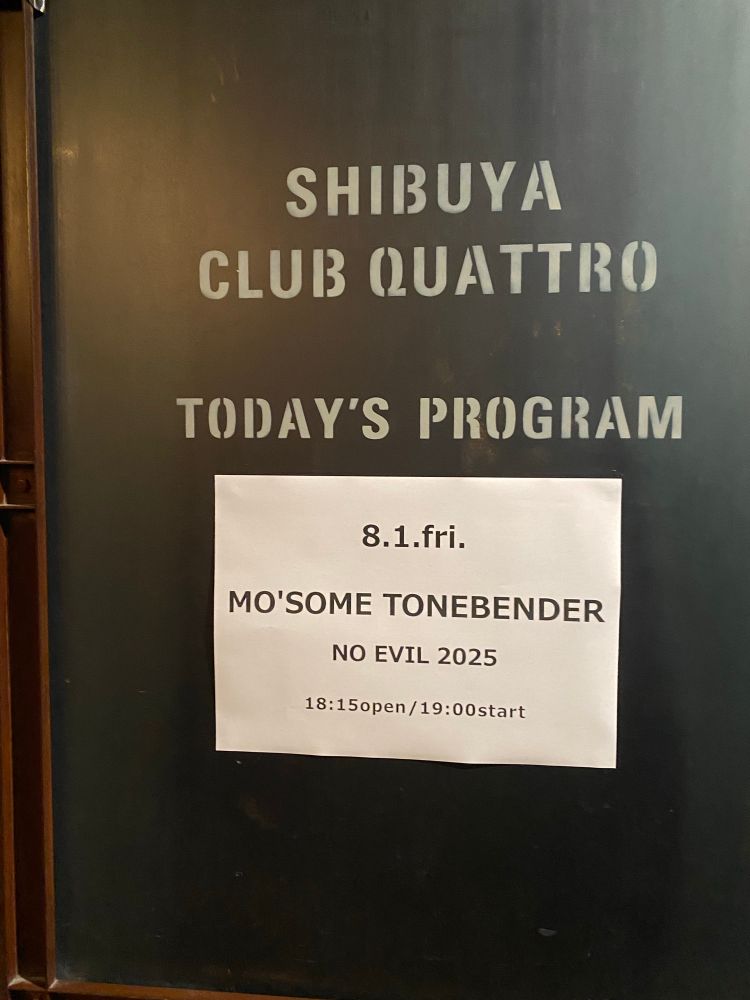 SHIBUYA
CLUB QUATTRO
TODAY'S PROGRAM
8.1.fri.
MO'SOME TONEBENDER
NO EVIL 2025
18:15open/19:00start